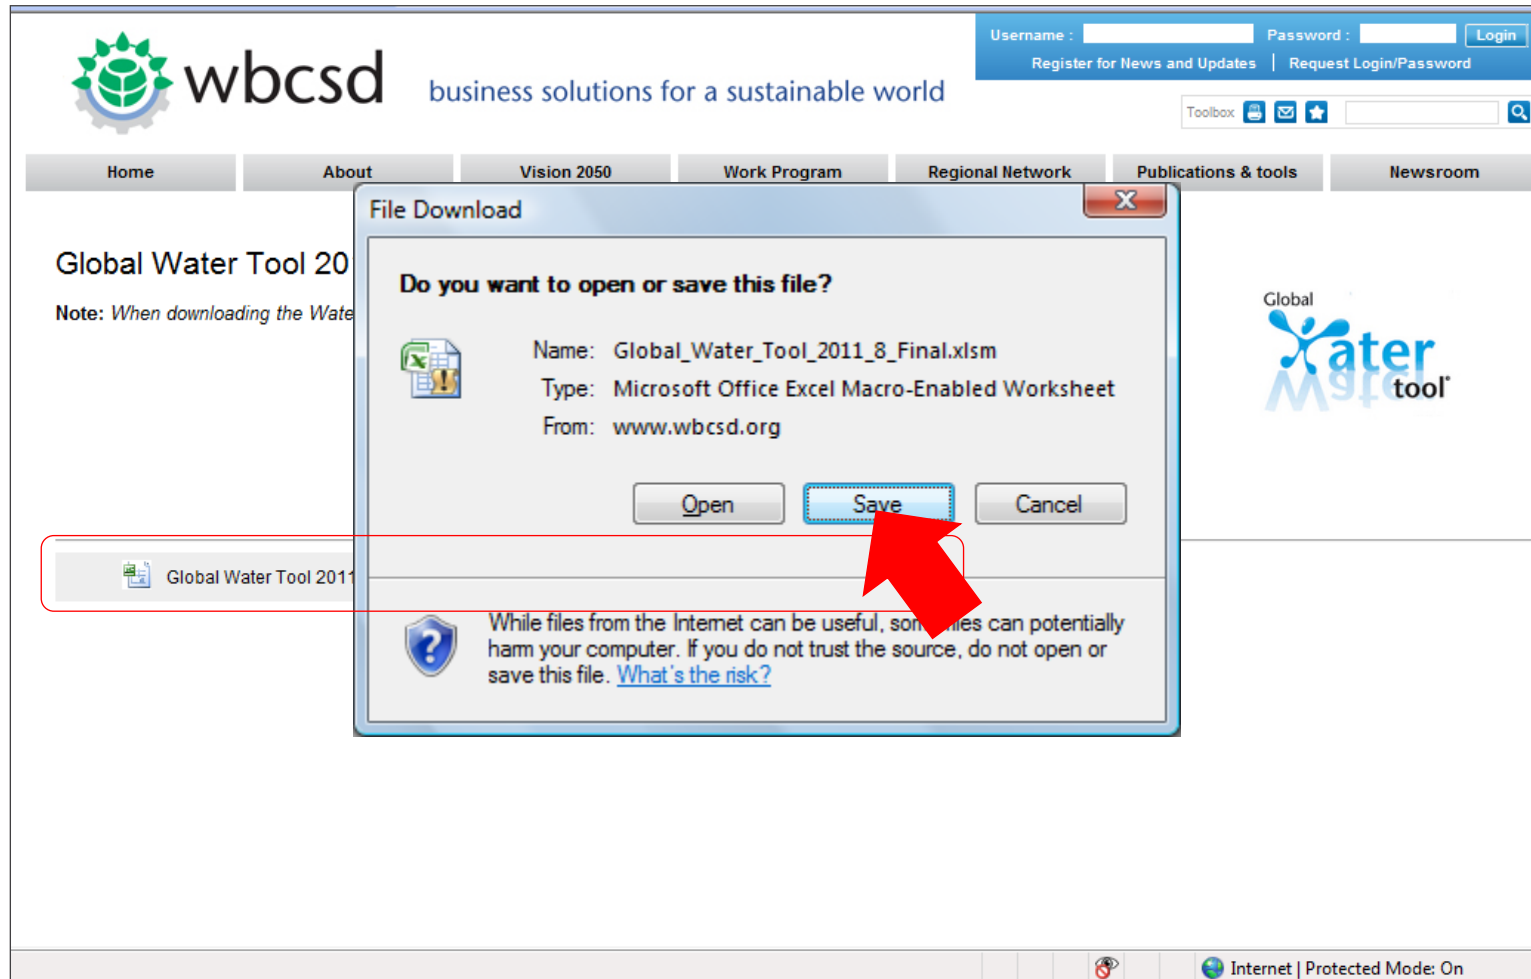 Username :
Password :
Login
Register for News and Updates | Request Login/Password
wbcsd
business solutions for a sustainable world
Toolbox
Home
About
Vision 2050
Work Program
Regional Network
Publications & tools
Newsroom
File Download
X
Global Water Tool 20
Note: When downloading the Wate
Do you want to open or save this file?
Name: Global_Water_Tool_2011_8_Final.xlsm
Type: Microsoft Office Excel Macro-Enabled Worksheet
From: www.wbcsd.org
Global
Water
tool
Open
Save
Cancel
Global Water Tool 2011
While files from the Internet can be useful, some files can potentially
harm your computer. If you do not trust the source, do not open or
save this file. What's the risk?
Internet | Protected Mode: On